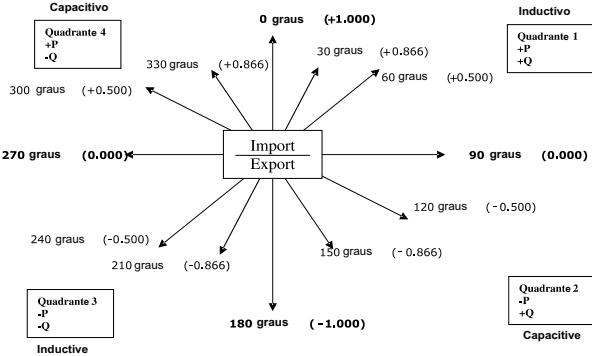 Capacitivo
0 graus (+1.000)
Inductivo
Quadrante 4
+P
-Q
Quadrante 1
+P
+Q
330 graus (+0.866)
30 graus (+0.866)
60 graus (+0.500)
300 graus (+0.500)
Import
Export
270 graus (0.000)
90 graus (0.000)
120 graus (-0.500)
240 graus (-0.500)
150 graus (-0.866)
210 graus (-0.866)
Quadrante 3
-P
-Q
Quadrante 2
-P
+Q
180 graus (-1.000)
Inductive
Capacitive